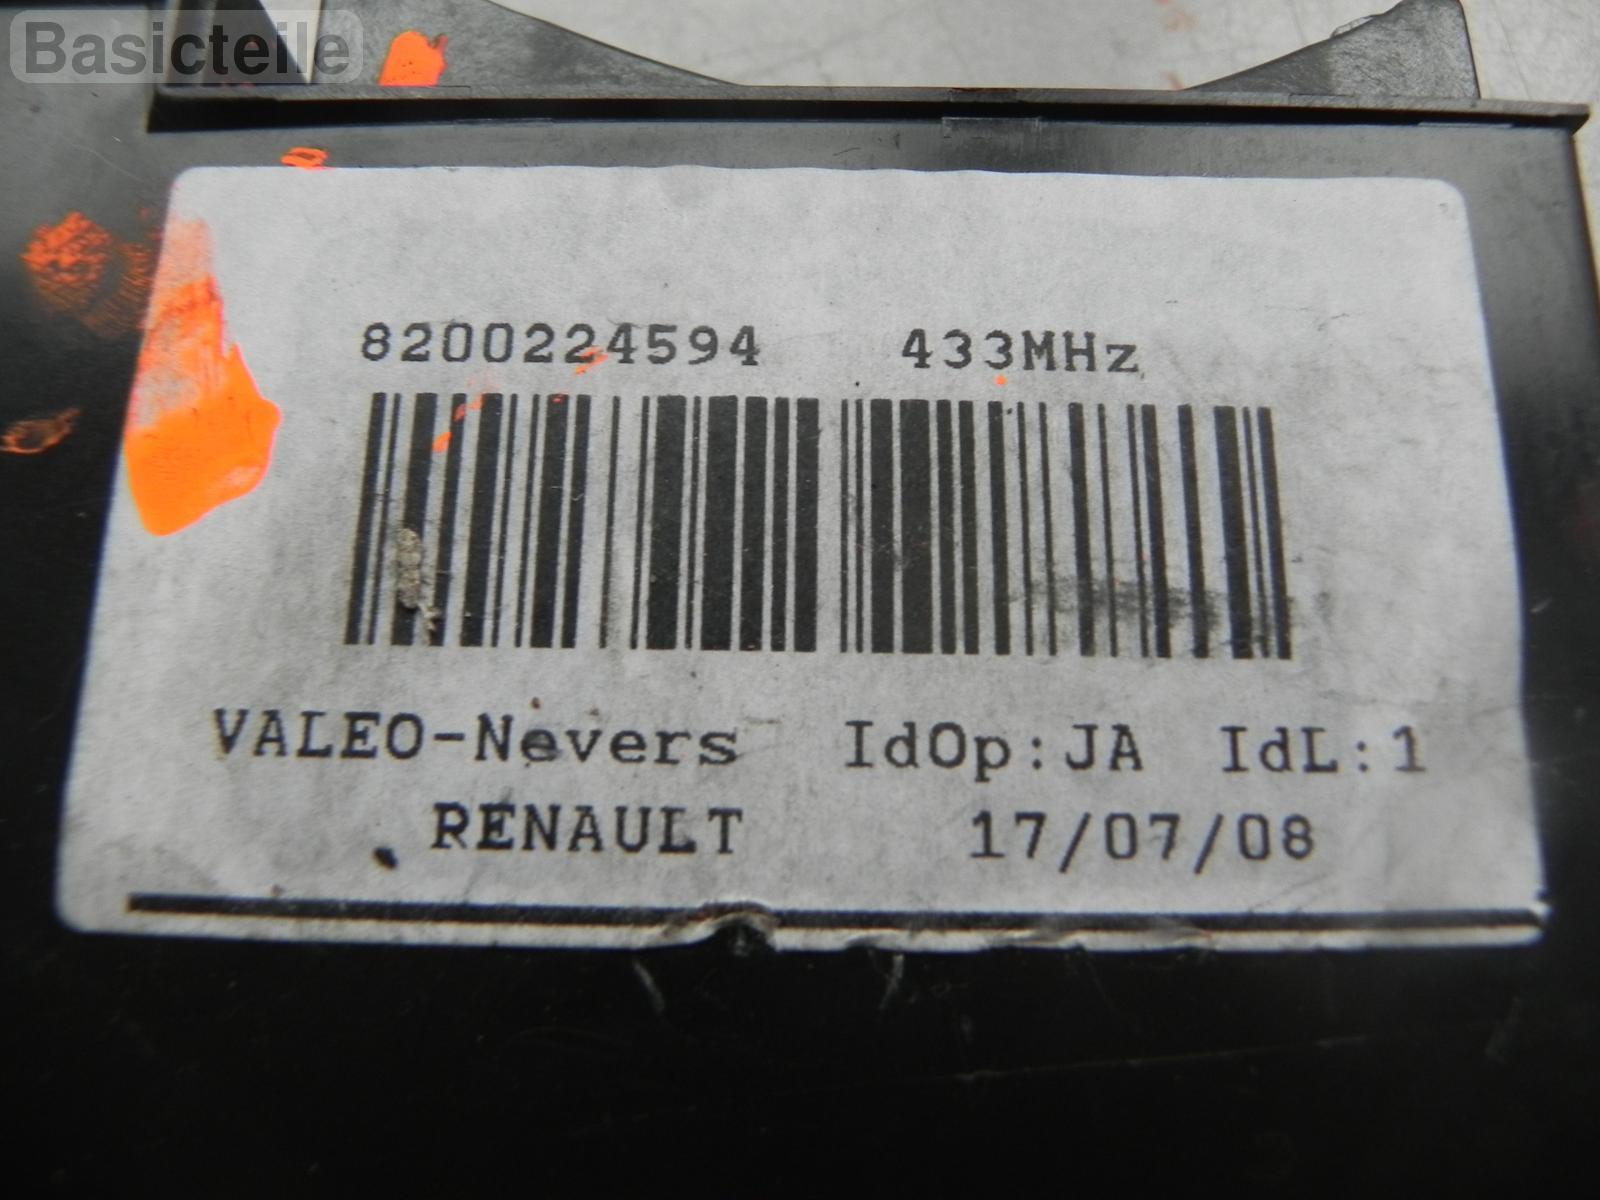 Basicteile
8200224594 433MHz
VALEO-Nevers IdOp:JA IdL:1
RENAULT 17/07/08